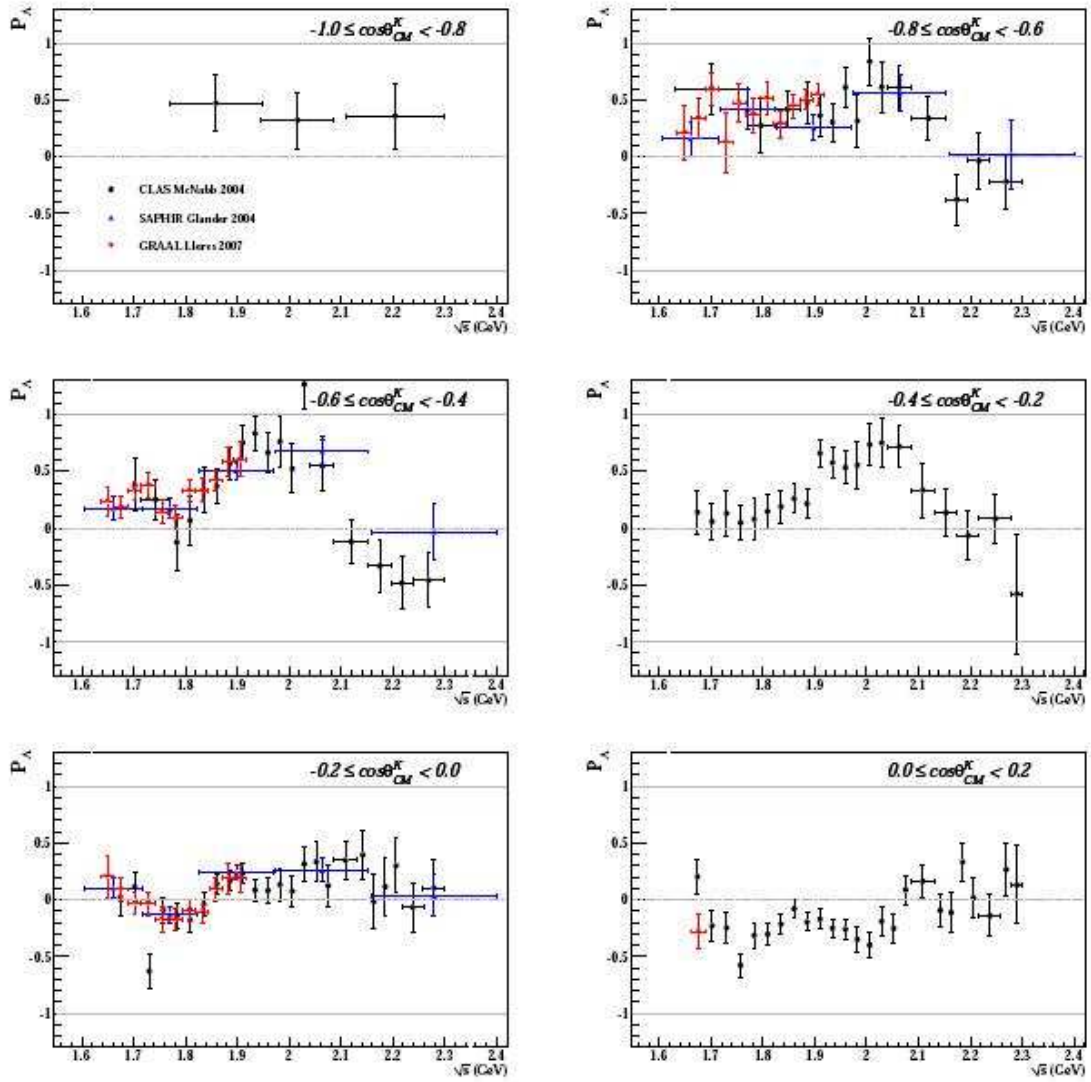 P_Λ
-1.0 ≤ cosθ^K_CM < -0.8
1
0.5
0
-0.5
-1
CLAS McNabb 2004
SAPHIR Glander 2004
GRAAL Lleres 2007
1.6 1.7 1.8 1.9 2 2.1 2.2 2.3 2.4
√s (GeV)
P_Λ
-0.8 ≤ cosθ^K_CM < -0.6
1
0.5
0
-0.5
-1
1.6 1.7 1.8 1.9 2 2.1 2.2 2.3 2.4
√s (GeV)
P_Λ
-0.6 ≤ cosθ^K_CM < -0.4
1
0.5
0
-0.5
-1
1.6 1.7 1.8 1.9 2 2.1 2.2 2.3 2.4
√s (GeV)
P_Λ
-0.4 ≤ cosθ^K_CM < -0.2
1
0.5
0
-0.5
-1
1.6 1.7 1.8 1.9 2 2.1 2.2 2.3 2.4
√s (GeV)
P_Λ
-0.2 ≤ cosθ^K_CM < 0.0
1
0.5
0
-0.5
-1
1.6 1.7 1.8 1.9 2 2.1 2.2 2.3 2.4
√s (GeV)
P_Λ
0.0 ≤ cosθ^K_CM < 0.2
1
0.5
0
-0.5
-1
1.6 1.7 1.8 1.9 2 2.1 2.2 2.3 2.4
√s (GeV)